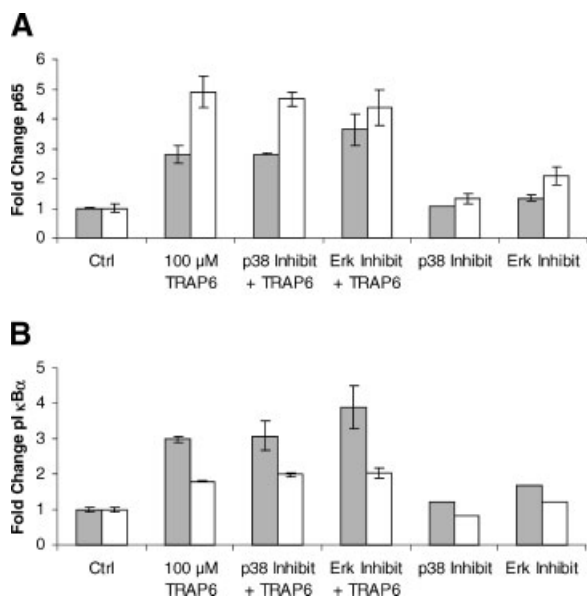 A
Fold Change p65
6
5
4
3
2
1
0
Ctrl
100 µM
TRAP6
p38 Inhibit
+ TRAP6
Erk Inhibit
+ TRAP6
p38 Inhibit
Erk Inhibit
B
Fold Change pI κBα
5
4
3
2
1
0
Ctrl
100 µM
TRAP6
p38 Inhibit
+ TRAP6
Erk Inhibit
+ TRAP6
p38 Inhibit
Erk Inhibit